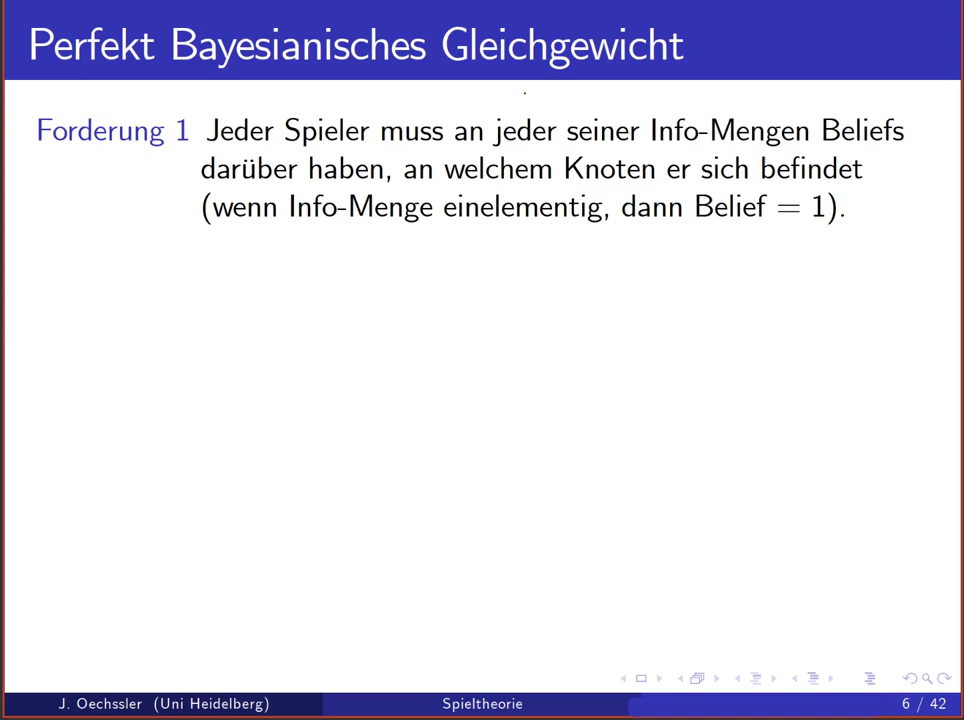 Perfekt Bayesianisches Gleichgewicht
Forderung 1 Jeder Spieler muss an jeder seiner Info-Mengen Beliefs
darüber haben, an welchem Knoten er sich befindet
(wenn Info-Menge einelementig, dann Belief = 1).
J. Oechssler (Uni Heidelberg) Spieltheorie 6 / 42